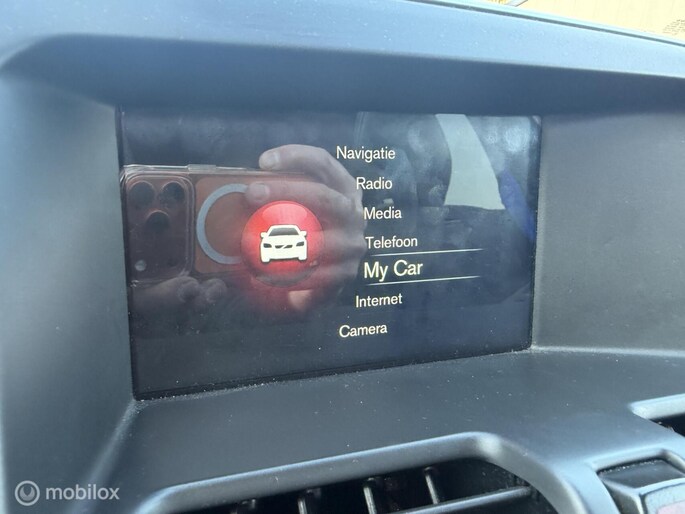 Navigatie
Radio
Media
Telefoon
My Car
Internet
Camera
mobilox